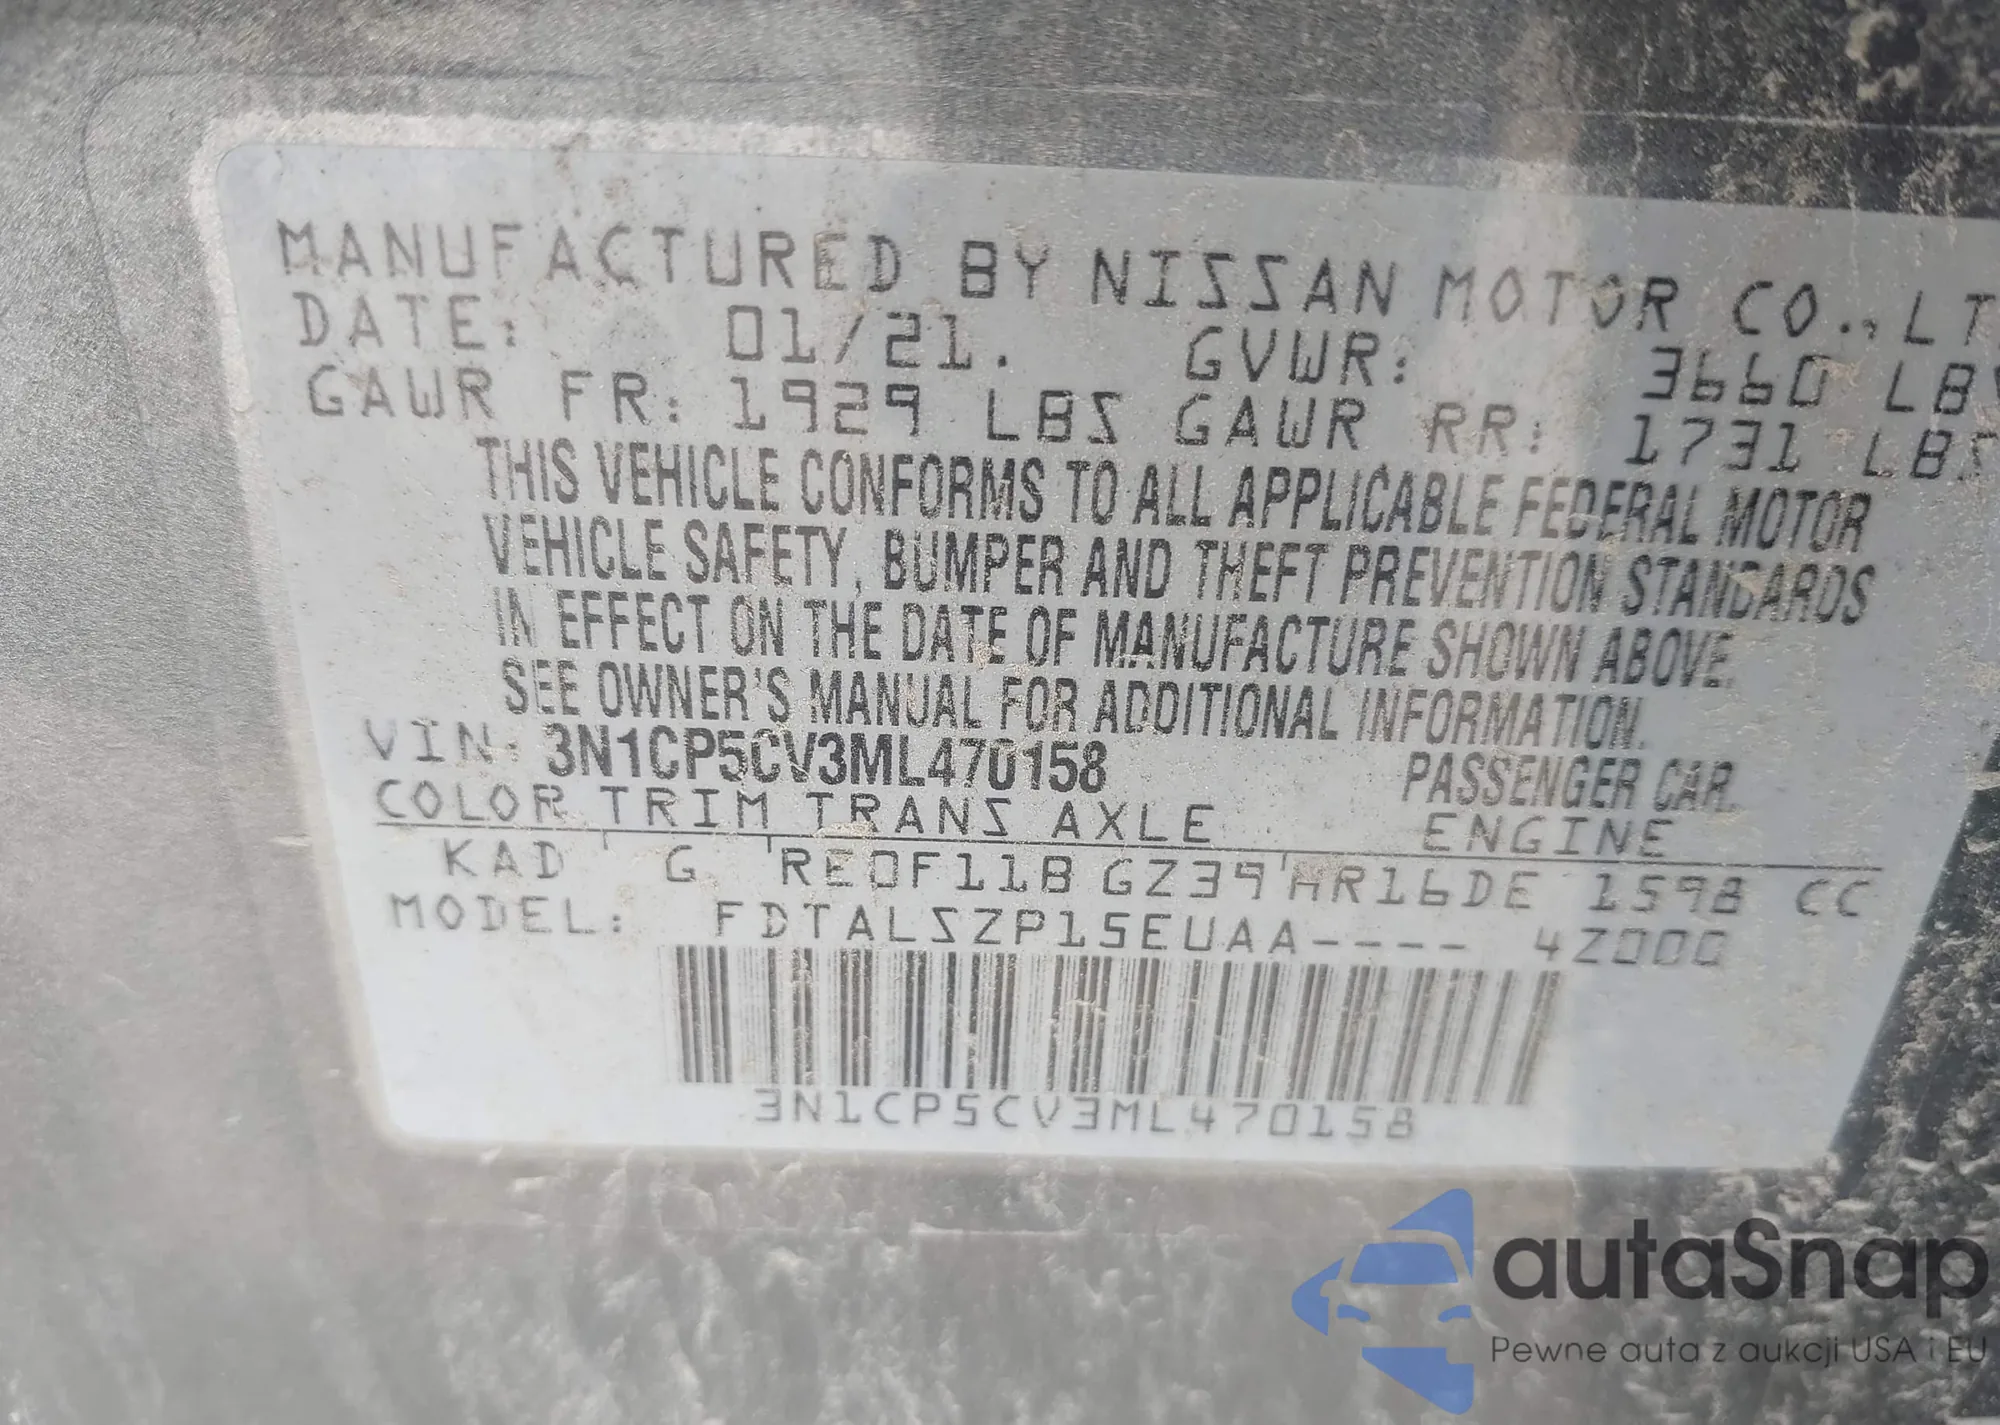 MANUFACTURED BY NISSAN MOTOR CO., LT
DATE: 01/21. GVWR: 3660 LB
GAWR FR: 1929 LBS GAWR RR: 1731 LBS
THIS VEHICLE CONFORMS TO ALL APPLICABLE FEDERAL MOTOR
VEHICLE SAFETY, BUMPER AND THEFT PREVENTION STANDARDS
IN EFFECT ON THE DATE OF MANUFACTURE SHOWN ABOVE.
SEE OWNER'S MANUAL FOR ADDITIONAL INFORMATION.
VIN: 3N1CP5CV3ML470158 PASSENGER CAR.
COLOR TRIM TRANS AXLE ENGINE
KAD G RE0F11B GZ39 HR16DE 1598 CC
MODEL: FDTALSZP15EUAA---- 4Z000
3N1CP5CV3ML470158
autaSnap
Pewne auta z aukcji USA i EU